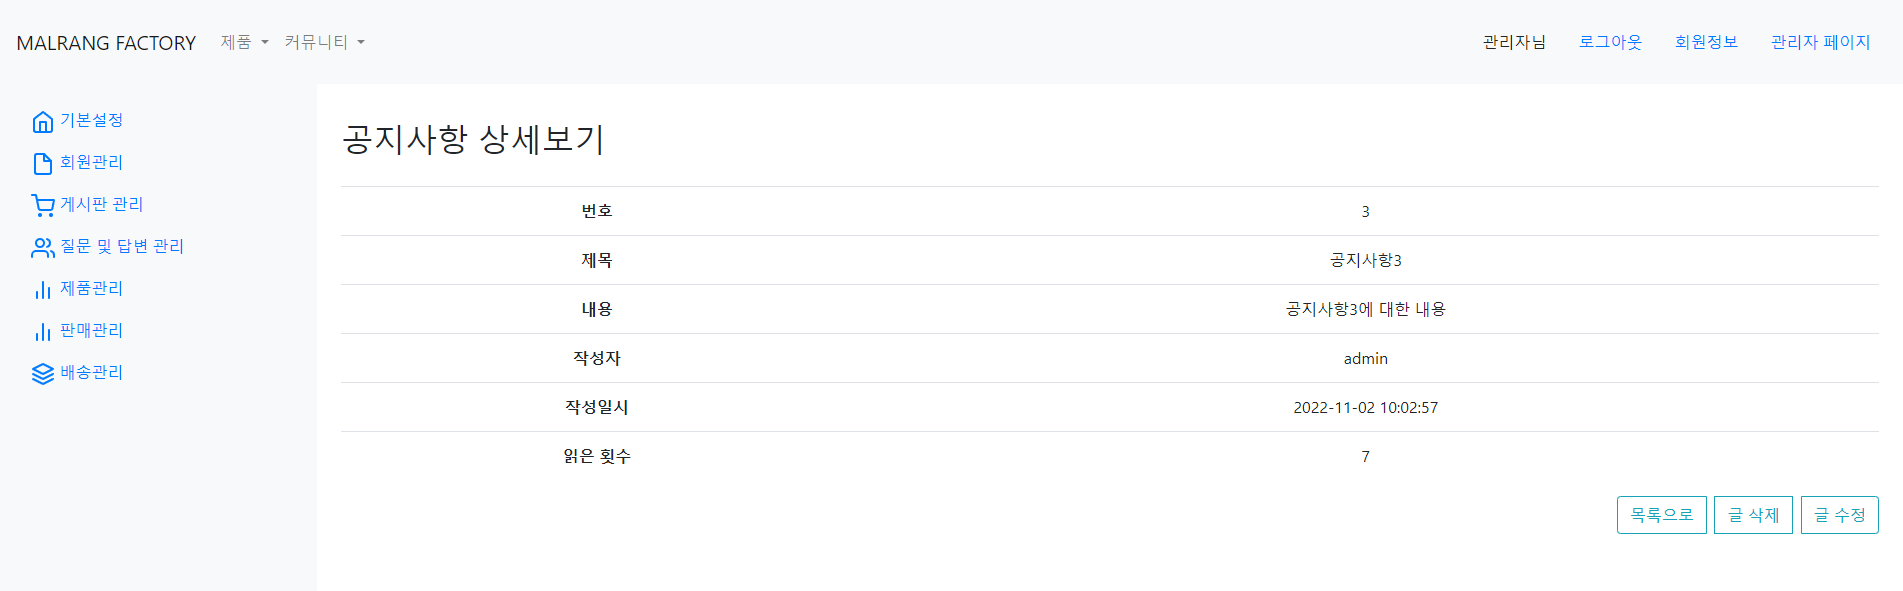 MALRANG FACTORY 제품 커뮤니티 관리자님 로그아웃 회원정보 관리자 페이지
기본설정
회원관리
게시판 관리
질문 및 답변 관리
제품관리
판매관리
배송관리
공지사항 상세보기
번호 3
제목 공지사항3
내용 공지사항3에 대한 내용
작성자 admin
작성일시 2022-11-02 10:02:57
읽은 횟수 7
목록으로 글 삭제 글 수정